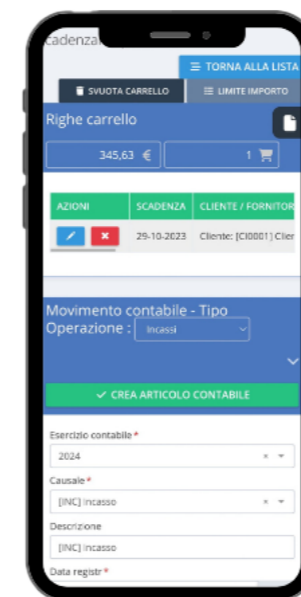 cadenza
TORNA ALLA LISTA
SVUOTA CARRELLO
LIMITE IMPORTO
Righe carrello
345,63 €
1
AZIONI SCADENZA CLIENTE / FORNITOR
29-10-2023 Cliente: [CI0001] Clien
Movimento contabile - Tipo
Operazione : Incassi
CREA ARTICOLO CONTABILE
Esercizio contabile *
2024
Causale *
[INC] Incasso
Descrizione
[INC] Incasso
Data registr *